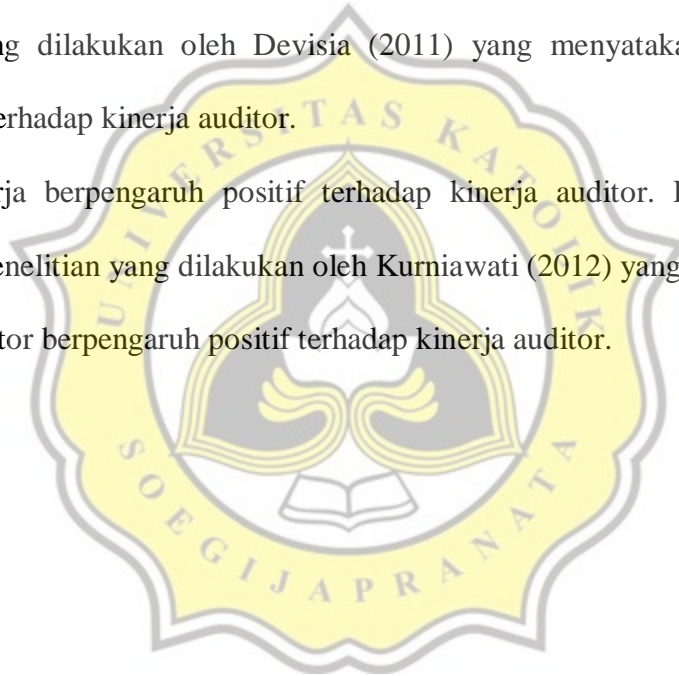 ng dilakukan oleh Devisia (2011) yang menyataka
erhadap kinerja auditor.
rja berpengaruh positif terhadap kinerja auditor.
enelitian yang dilakukan oleh Kurniawati (2012) yang
tor berpengaruh positif terhadap kinerja auditor.
UNIVERSITAS KATOLIK
SOEGIJAPRANATA